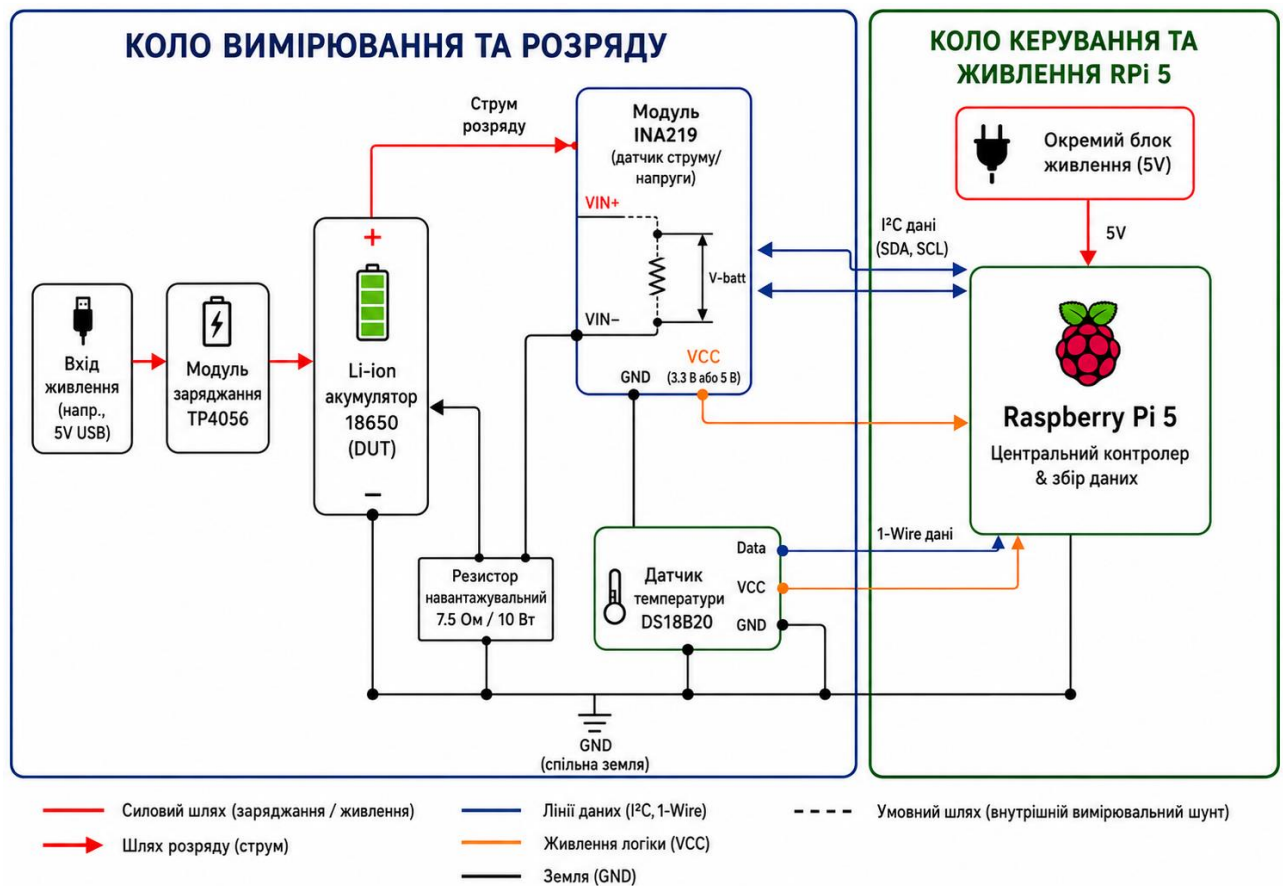 КОЛО ВИМІРЮВАННЯ ТА РОЗРЯДУ
КОЛО КЕРУВАННЯ ТА
ЖИВЛЕННЯ RPi 5
Струм
розряду
Модуль
INA219
(датчик струму/
напруги)
VIN+
V-batt
VIN–
VCC
(3.3 В або 5 В)
GND
I²C дані
(SDA, SCL)
Окремий блок
живлення (5V)
5V
Raspberry Pi 5
Центральний контролер
& збір даних
Вхід
живлення
(напр.,
5V USB)
Модуль
заряджання
TP4056
+
Li-ion
акумулятор
18650
(DUT)
–
Резистор
навантажувальний
7.5 Ом / 10 Вт
Датчик
температури
DS18B20
Data
VCC
GND
1-Wire дані
GND
(спільна земля)
Силовий шлях (заряджання / живлення)
Шлях розряду (струм)
Лінії даних (I²C, 1-Wire)
Живлення логіки (VCC)
Земля (GND)
Умовний шлях (внутрішній вимірювальний шунт)